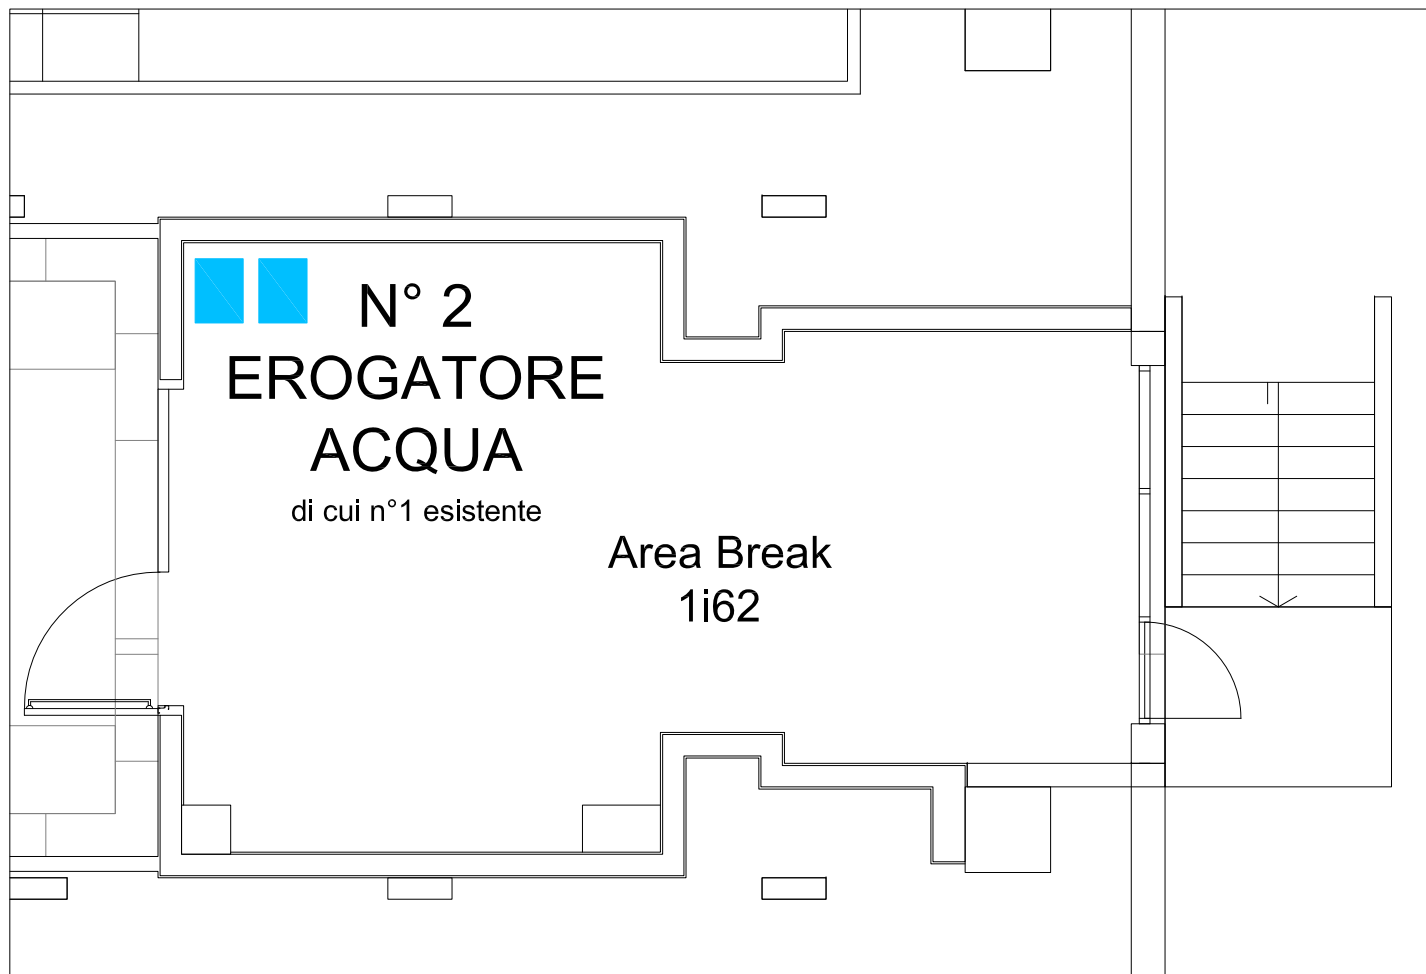 N° 2
EROGATORE
ACQUA
di cui n°1 esistente
Area Break
1i62